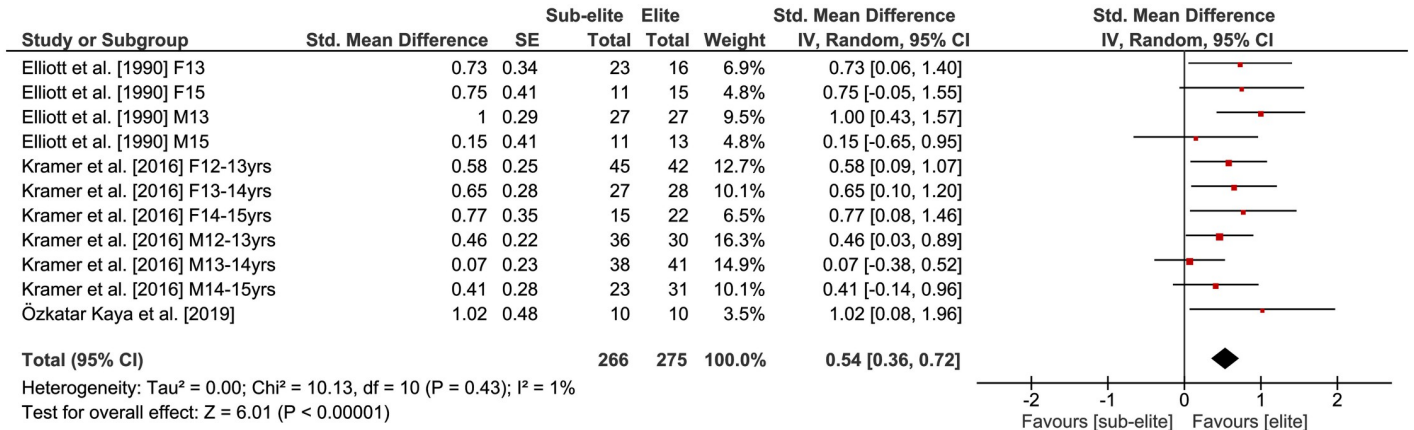 Sub-elite Elite Std. Mean Difference Std. Mean Difference
Study or Subgroup Std. Mean Difference SE Total Total Weight IV, Random, 95% CI IV, Random, 95% CI
Elliott et al. [1990] F13 0.73 0.34 23 16 6.9% 0.73 [0.06, 1.40]
Elliott et al. [1990] F15 0.75 0.41 11 15 4.8% 0.75 [-0.05, 1.55]
Elliott et al. [1990] M13 1 0.29 27 27 9.5% 1.00 [0.43, 1.57]
Elliott et al. [1990] M15 0.15 0.41 11 13 4.8% 0.15 [-0.65, 0.95]
Kramer et al. [2016] F12-13yrs 0.58 0.25 45 42 12.7% 0.58 [0.09, 1.07]
Kramer et al. [2016] F13-14yrs 0.65 0.28 27 28 10.1% 0.65 [0.10, 1.20]
Kramer et al. [2016] F14-15yrs 0.77 0.35 15 22 6.5% 0.77 [0.08, 1.46]
Kramer et al. [2016] M12-13yrs 0.46 0.22 36 30 16.3% 0.46 [0.03, 0.89]
Kramer et al. [2016] M13-14yrs 0.07 0.23 38 41 14.9% 0.07 [-0.38, 0.52]
Kramer et al. [2016] M14-15yrs 0.41 0.28 23 31 10.1% 0.41 [-0.14, 0.96]
Özkatar Kaya et al. [2019] 1.02 0.48 10 10 3.5% 1.02 [0.08, 1.96]
Total (95% CI) 266 275 100.0% 0.54 [0.36, 0.72]
Heterogeneity: Tau² = 0.00; Chi² = 10.13, df = 10 (P = 0.43); I² = 1%
Test for overall effect: Z = 6.01 (P < 0.00001)
-2 -1 0 1 2
Favours [sub-elite] Favours [elite]